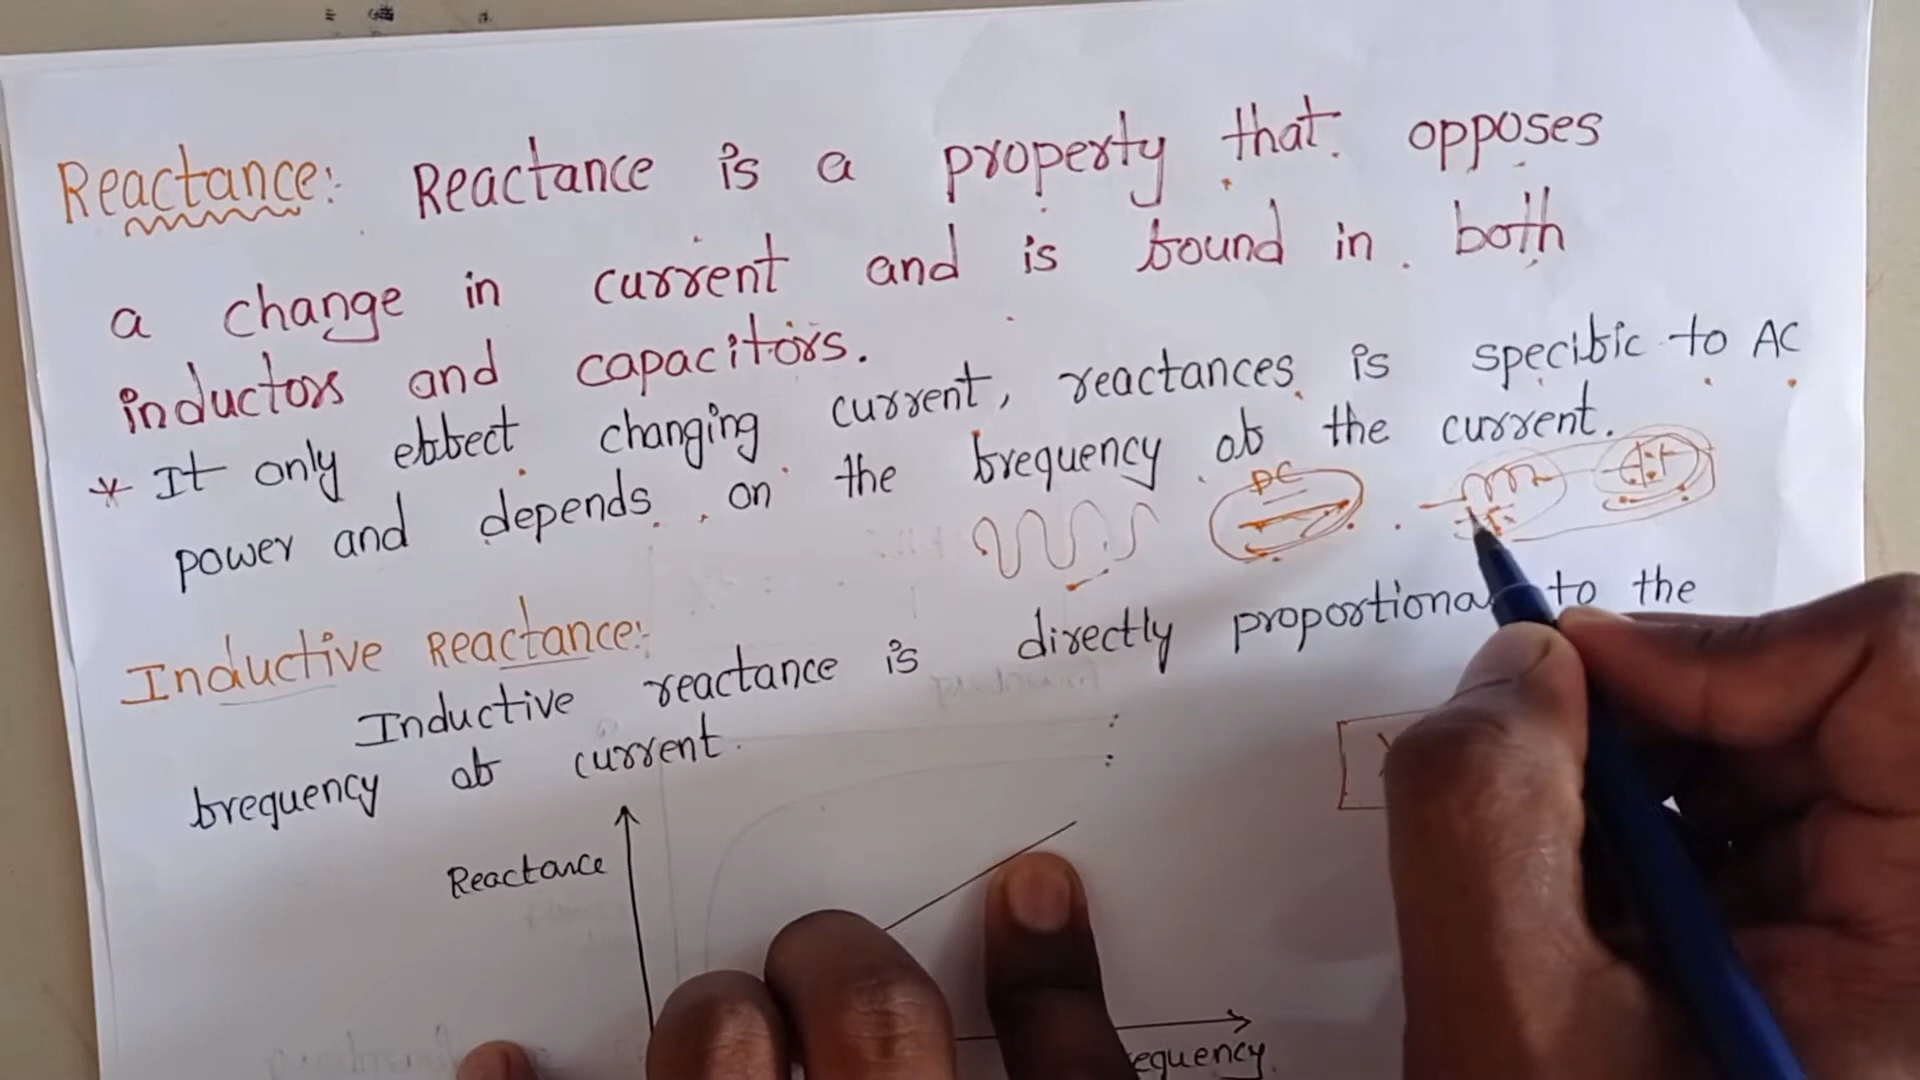 Reactance: Reactance is a property that opposes
a change in current and is found in both
inductors and capacitors.
* It only effect changing current, reactances is specific to AC
power and depends on the frequency of the current.
DC
Inductive Reactance:
Inductive reactance is directly proportional to the
frequency of current.
Reactance
equency